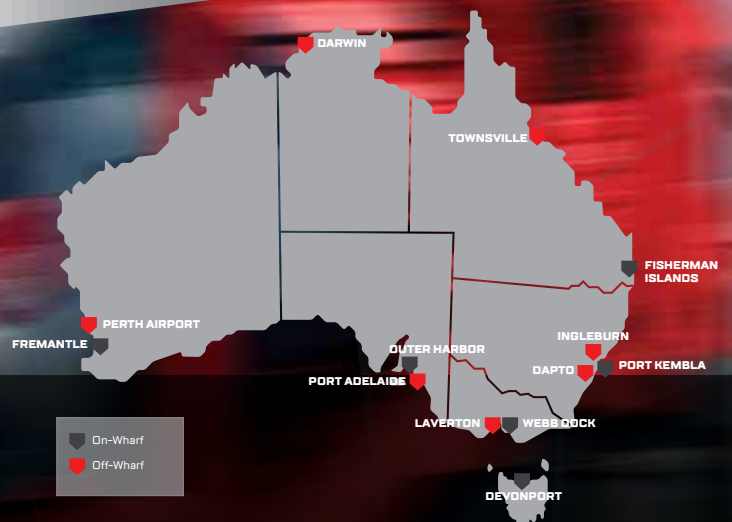 DARWIN
TOWNSVILLE
FISHERMAN
ISLANDS
PERTH AIRPORT
FREMANTLE
INGLEBURN
OUTER HARBOR
PORT KEMBLA
DAPTO
PORT ADELAIDE
LAVERTON
WEBB DOCK
On-Wharf
Off-Wharf
DEVONPORT